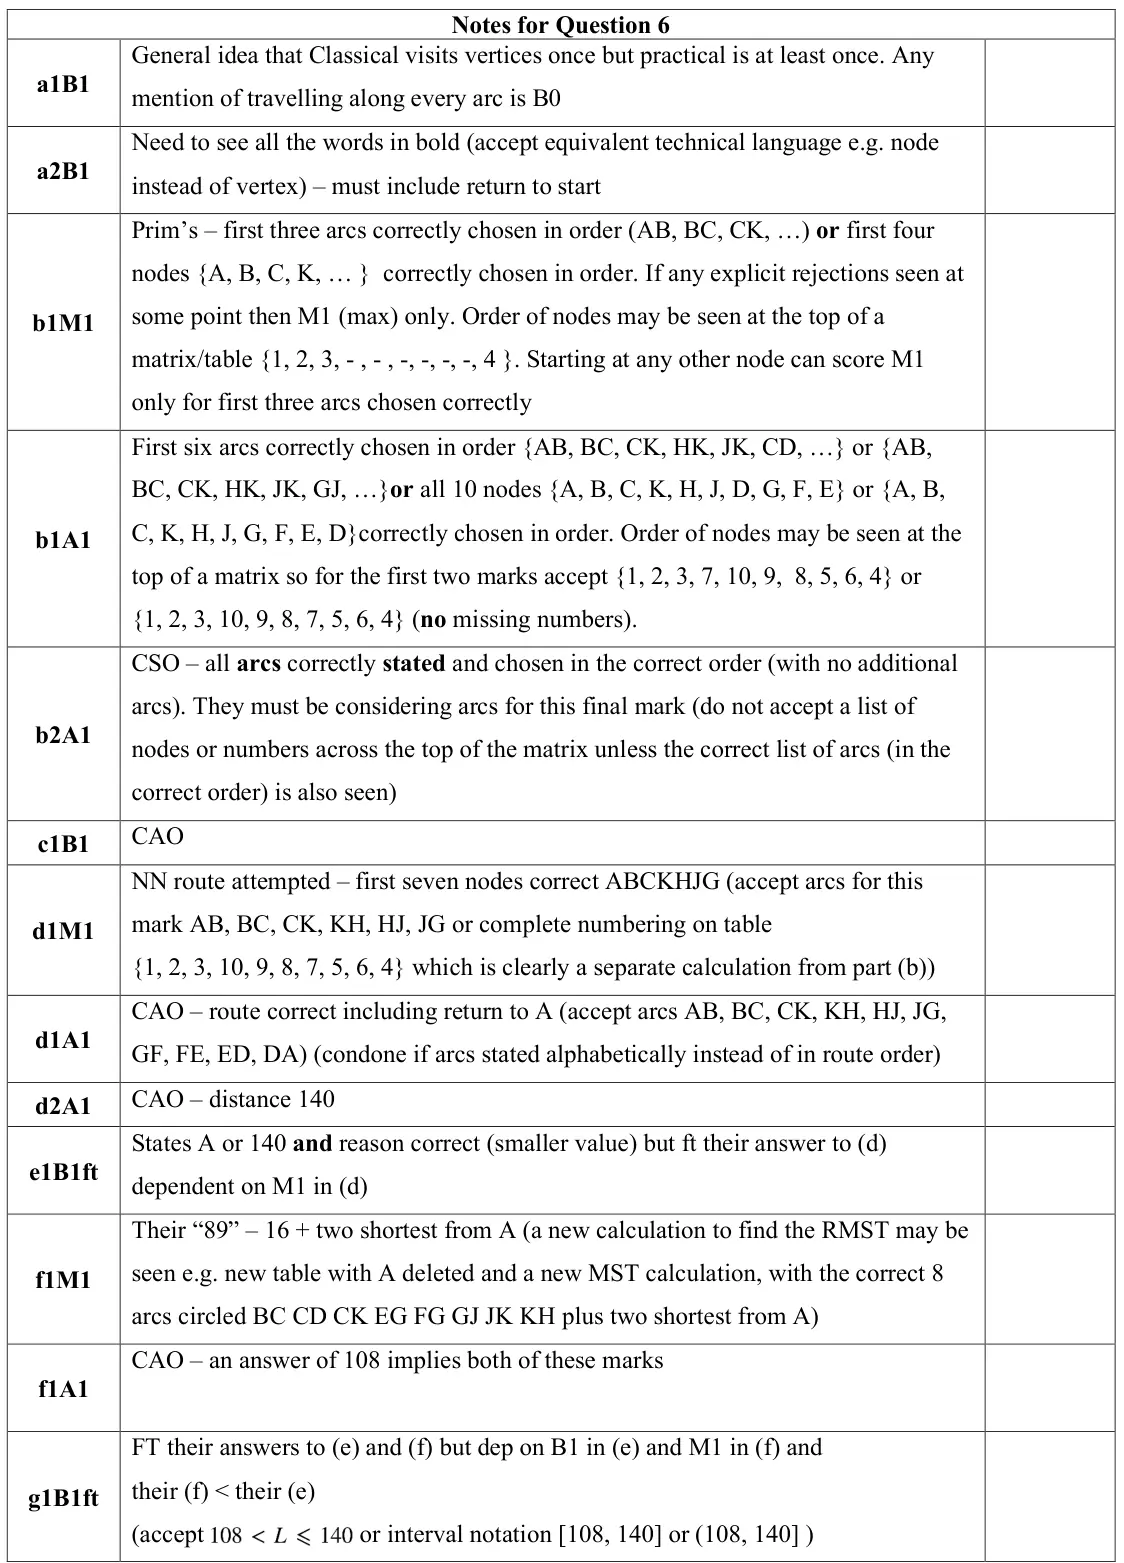 Notes for Question 6
a1B1
General idea that Classical visits vertices once but practical is at least once. Any
mention of travelling along every arc is B0
a2B1
Need to see all the words in bold (accept equivalent technical language e.g. node
instead of vertex) – must include return to start
b1M1
Prim’s – first three arcs correctly chosen in order (AB, BC, CK, …) or first four
nodes {A, B, C, K, … } correctly chosen in order. If any explicit rejections seen at
some point then M1 (max) only. Order of nodes may be seen at the top of a
matrix/table {1, 2, 3, - , - , -, -, -, -, 4 }. Starting at any other node can score M1
only for first three arcs chosen correctly
b1A1
First six arcs correctly chosen in order {AB, BC, CK, HK, JK, CD, …} or {AB,
BC, CK, HK, JK, GJ, …}or all 10 nodes {A, B, C, K, H, J, D, G, F, E} or {A, B,
C, K, H, J, G, F, E, D}correctly chosen in order. Order of nodes may be seen at the
top of a matrix so for the first two marks accept {1, 2, 3, 7, 10, 9, 8, 5, 6, 4} or
{1, 2, 3, 10, 9, 8, 7, 5, 6, 4} (no missing numbers).
b2A1
CSO – all arcs correctly stated and chosen in the correct order (with no additional
arcs). They must be considering arcs for this final mark (do not accept a list of
nodes or numbers across the top of the matrix unless the correct list of arcs (in the
correct order) is also seen)
c1B1
CAO
d1M1
NN route attempted – first seven nodes correct ABCKHJG (accept arcs for this
mark AB, BC, CK, KH, HJ, JG or complete numbering on table
{1, 2, 3, 10, 9, 8, 7, 5, 6, 4} which is clearly a separate calculation from part (b))
d1A1
CAO – route correct including return to A (accept arcs AB, BC, CK, KH, HJ, JG,
GF, FE, ED, DA) (condone if arcs stated alphabetically instead of in route order)
d2A1
CAO – distance 140
e1B1ft
States A or 140 and reason correct (smaller value) but ft their answer to (d)
dependent on M1 in (d)
f1M1
Their “89” – 16 + two shortest from A (a new calculation to find the RMST may be
seen e.g. new table with A deleted and a new MST calculation, with the correct 8
arcs circled BC CD CK EG FG GJ JK KH plus two shortest from A)
f1A1
CAO – an answer of 108 implies both of these marks
g1B1ft
FT their answers to (e) and (f) but dep on B1 in (e) and M1 in (f) and
their (f) < their (e)
(accept 108 < L ⩽ 140 or interval notation [108, 140] or (108, 140] )